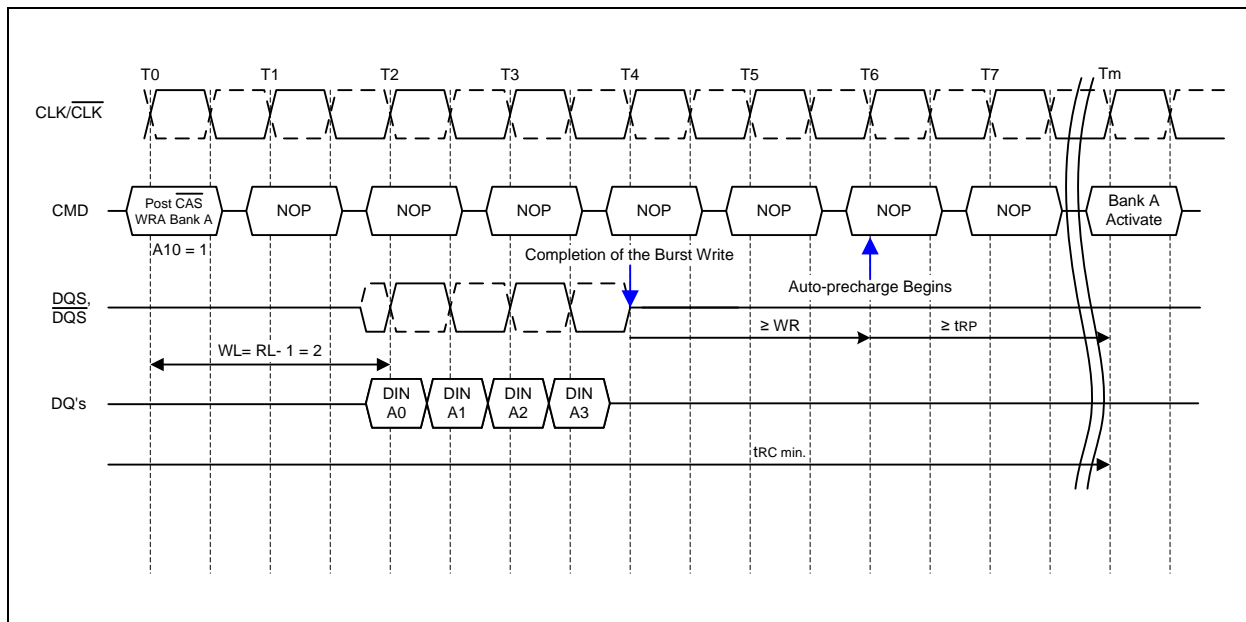 T0 T1 T2 T3 T4 T5 T6 T7 Tm
CLK/CLK
CMD
Post CAS
WRA Bank A
NOP NOP NOP NOP NOP NOP NOP
Bank A
Activate
A10 = 1
Completion of the Burst Write
Auto-precharge Begins
DQS,
DQS
≥ WR
≥ tRP
WL= RL- 1 = 2
DQ's
DIN
A0
DIN
A1
DIN
A2
DIN
A3
tRC min.